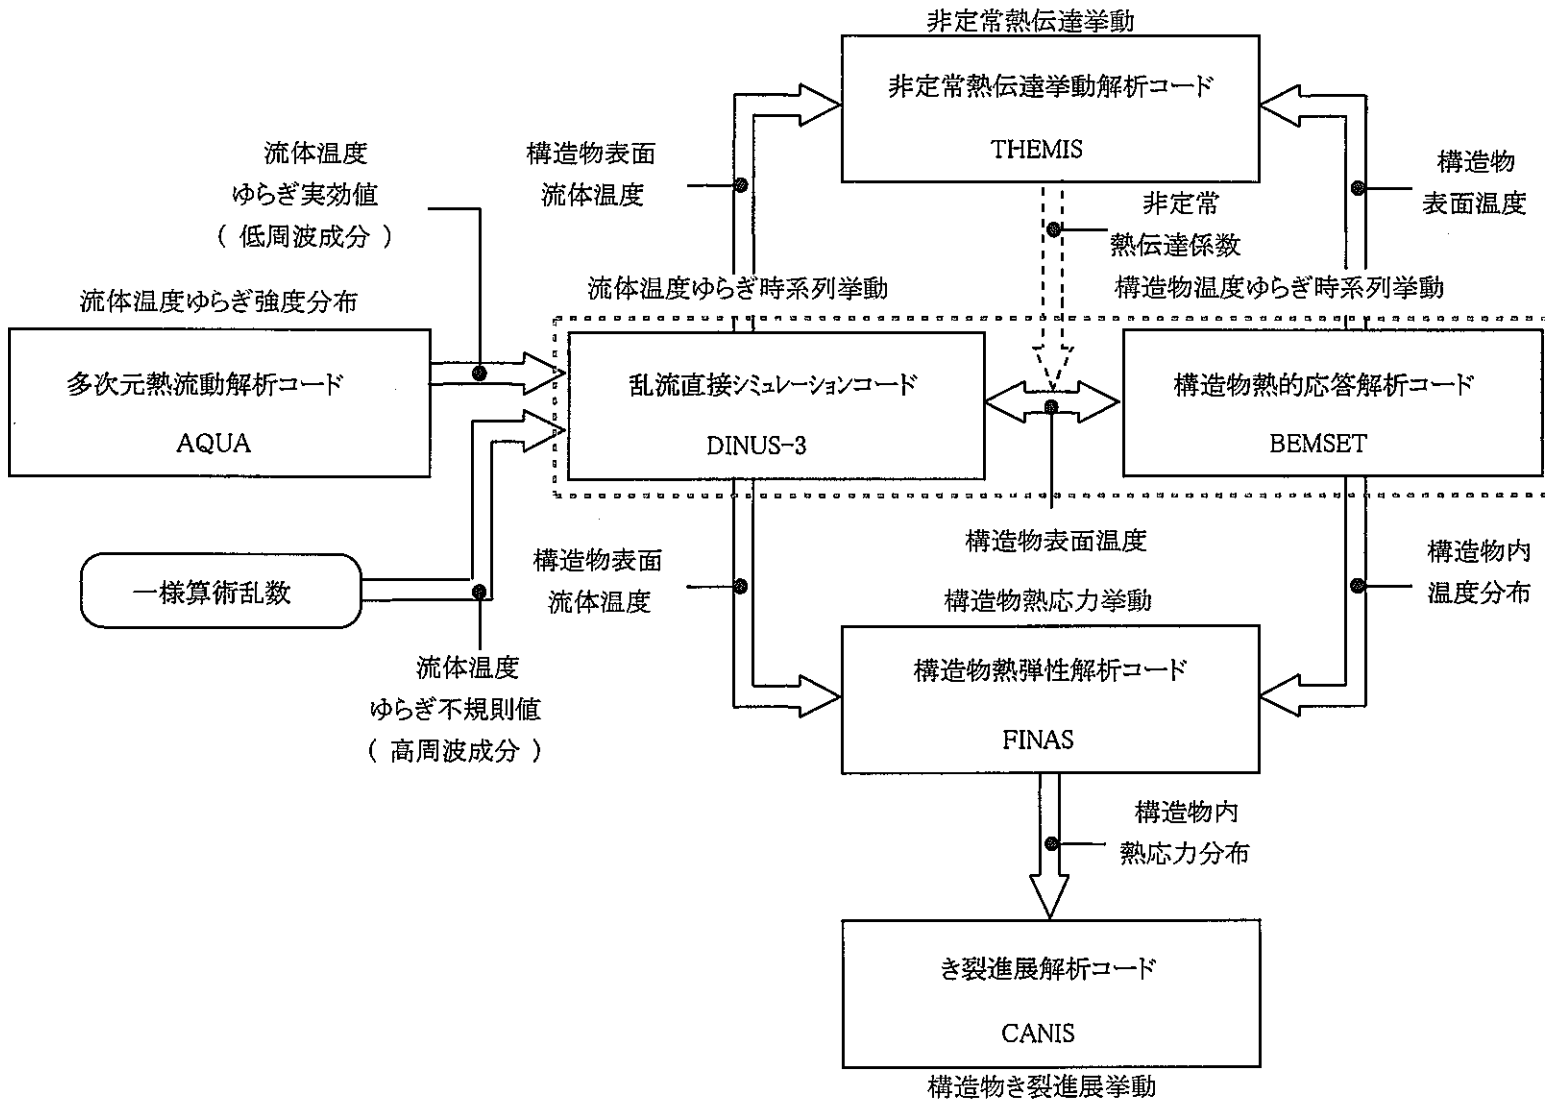 非定常熱伝達挙動
非定常熱伝達挙動解析コード
THEMIS
流体温度
ゆらぎ実効値
( 低周波成分 )
構造物表面
流体温度
構造物
表面温度
非定常
熱伝達係数
流体温度ゆらぎ強度分布
流体温度ゆらぎ時系列挙動
構造物温度ゆらぎ時系列挙動
多次元熱流動解析コード
AQUA
乱流直接シミュレーションコード
DINUS-3
構造物熱的応答解析コード
BEMSET
構造物表面温度
一様算術乱数
構造物表面
流体温度
構造物内
温度分布
流体温度
ゆらぎ不規則値
( 高周波成分 )
構造物熱応力挙動
構造物熱弾性解析コード
FINAS
構造物内
熱応力分布
き裂進展解析コード
CANIS
構造物き裂進展挙動